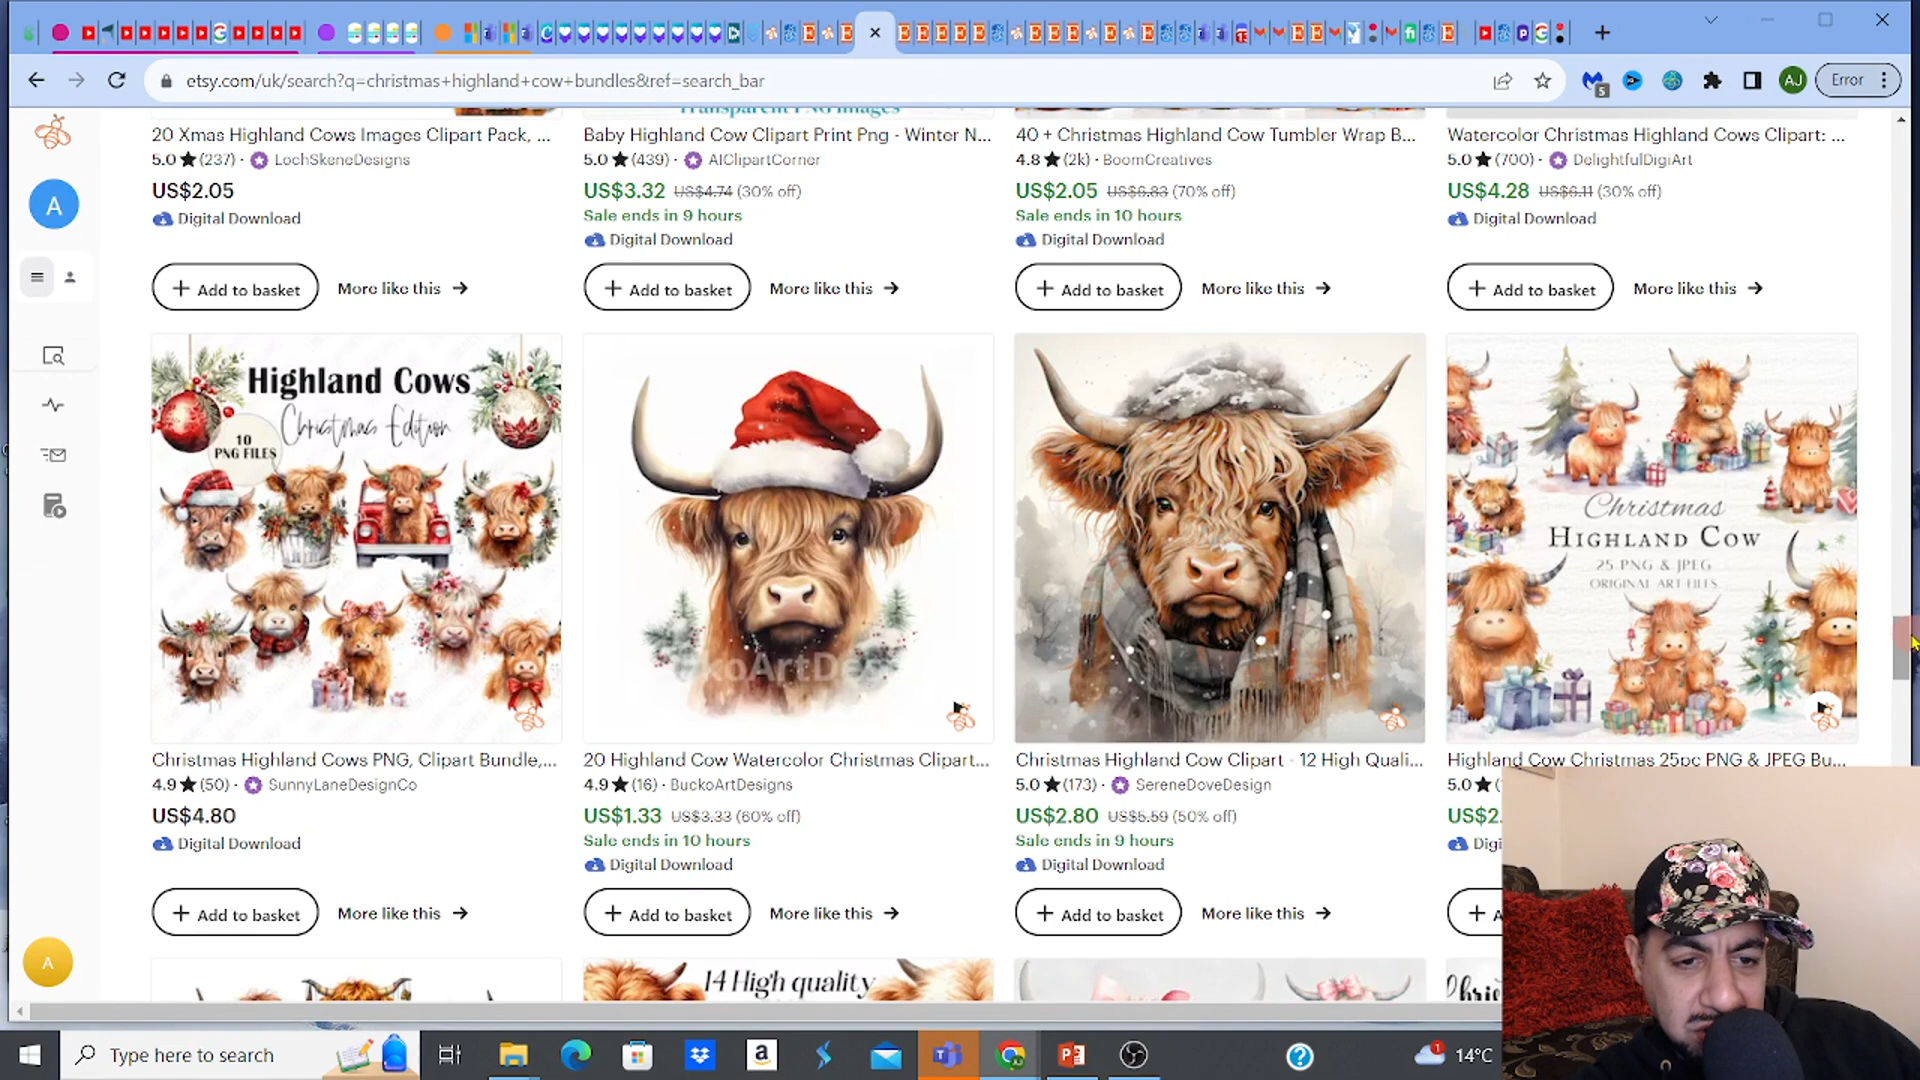 etsy.com/uk/search?q=christmas+highland+cow+bundles&ref=search_bar
5
AJ
Error
Transparent PNG Images
A
20 Xmas Highland Cows Images Clipart Pack, ...
5.0 ★ (237) · LochSkeneDesigns
US$2.05
Digital Download
+ Add to basket
More like this →
Baby Highland Cow Clipart Print Png - Winter N...
5.0 ★ (439) · AIClipartCorner
US$3.32 US$4.74 (30% off)
Sale ends in 9 hours
Digital Download
+ Add to basket
More like this →
40 + Christmas Highland Cow Tumbler Wrap B...
4.8 ★ (2k) · BoomCreatives
US$2.05 US$6.83 (70% off)
Sale ends in 10 hours
Digital Download
+ Add to basket
More like this →
Watercolor Christmas Highland Cows Clipart: ...
5.0 ★ (700) · DelightfulDigiArt
US$4.28 US$6.11 (30% off)
Digital Download
+ Add to basket
More like this →
Highland Cows
Christmas Edition
10
PNG FILES
Christmas Highland Cows PNG, Clipart Bundle,...
4.9 ★ (50) · SunnyLaneDesignCo
US$4.80
Digital Download
+ Add to basket
More like this →
20 Highland Cow Watercolor Christmas Clipart...
4.9 ★ (16) · BuckoArtDesigns
US$1.33 US$3.33 (60% off)
Sale ends in 10 hours
Digital Download
+ Add to basket
More like this →
Christmas Highland Cow Clipart - 12 High Quali...
5.0 ★ (173) · SereneDoveDesign
US$2.80 US$5.59 (50% off)
Sale ends in 9 hours
Digital Download
+ Add to basket
More like this →
Christmas
HIGHLAND COW
25 PNG & JPEG
ORIGINAL ART FILES
Highland Cow Christmas 25pc PNG & JPEG Bu...
5.0 ★
US$2.
14 High quality
A
Type here to search
1
14°C